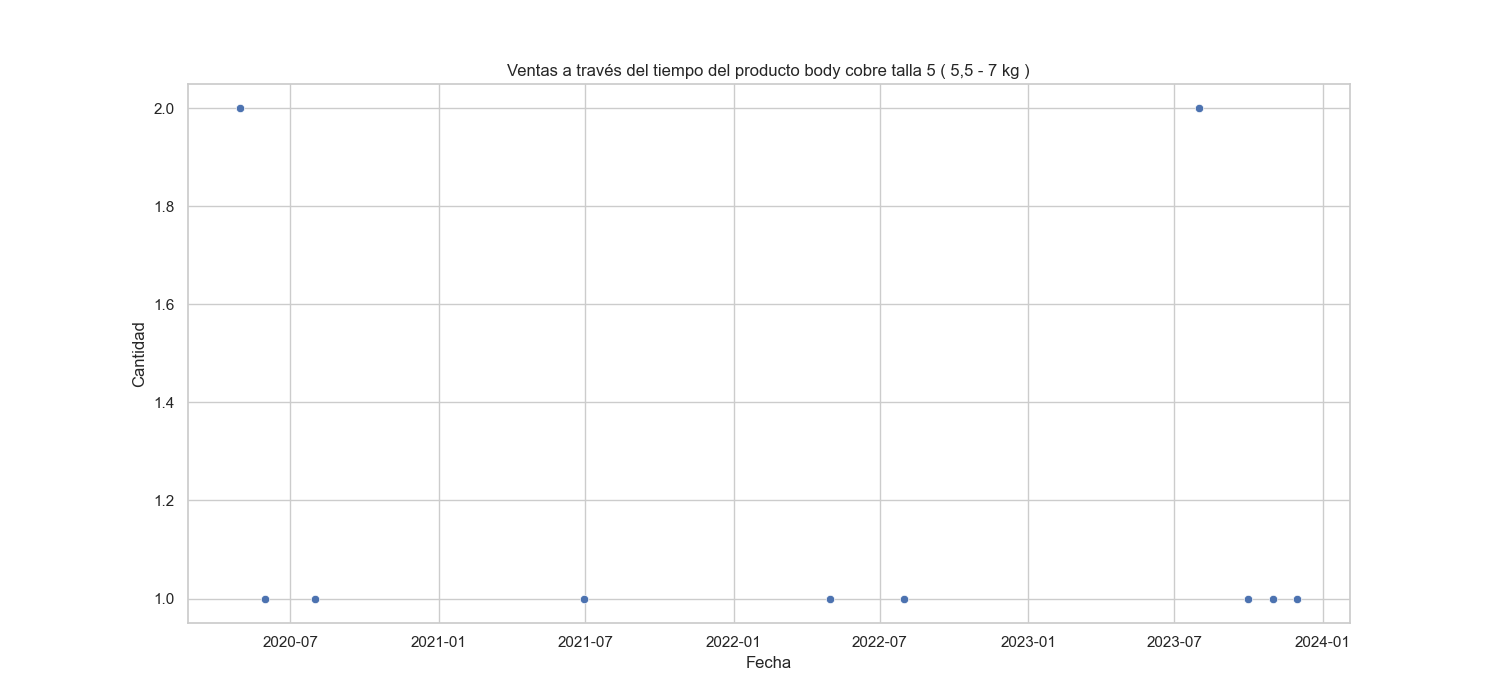 Ventas a través del tiempo del producto body cobre talla 5 ( 5,5 - 7 kg )
2.0
1.8
1.6
1.4
1.2
1.0
Cantidad
2020-07 2021-01 2021-07 2022-01 2022-07 2023-01 2023-07 2024-01
Fecha